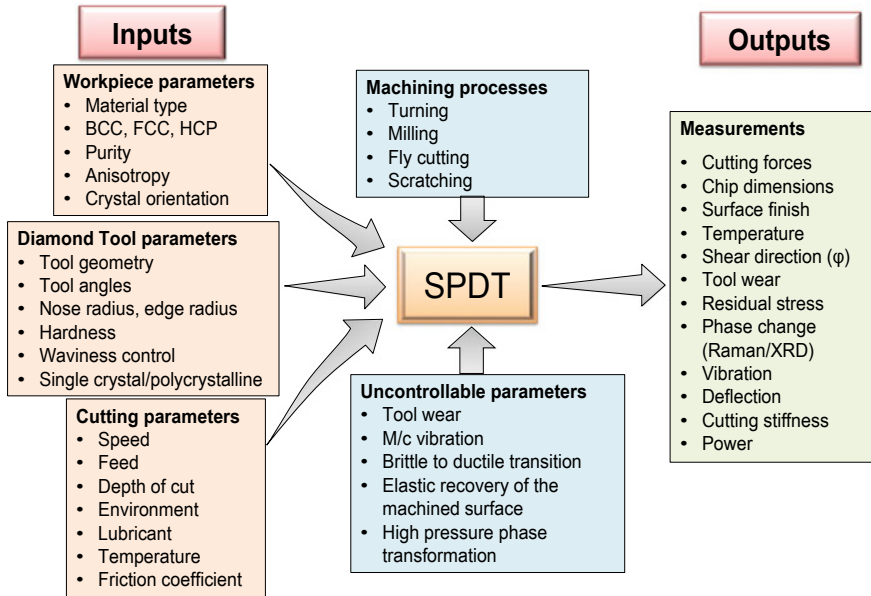 Inputs
Workpiece parameters
• Material type
• BCC, FCC, HCP
• Purity
• Anisotropy
• Crystal orientation
Diamond Tool parameters
• Tool geometry
• Tool angles
• Nose radius, edge radius
• Hardness
• Waviness control
• Single crystal/polycrystalline
Cutting parameters
• Speed
• Feed
• Depth of cut
• Environment
• Lubricant
• Temperature
• Friction coefficient
Machining processes
• Turning
• Milling
• Fly cutting
• Scratching
SPDT
Uncontrollable parameters
• Tool wear
• M/c vibration
• Brittle to ductile transition
• Elastic recovery of the
machined surface
• High pressure phase
transformation
Outputs
Measurements
• Cutting forces
• Chip dimensions
• Surface finish
• Temperature
• Shear direction (φ)
• Tool wear
• Residual stress
• Phase change
(Raman/XRD)
• Vibration
• Deflection
• Cutting stiffness
• Power